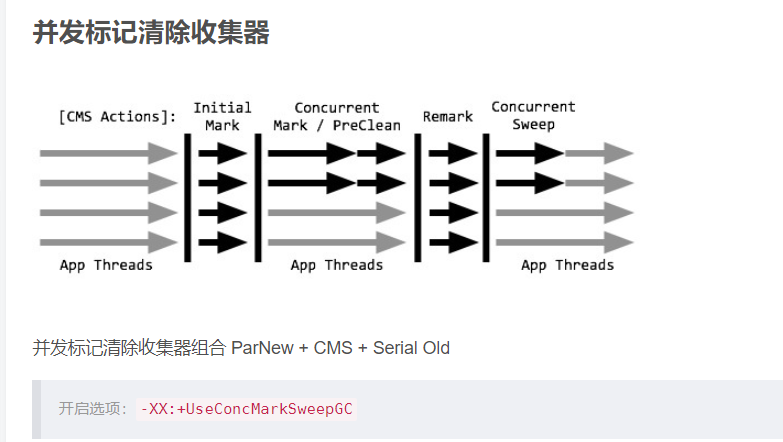 并发标记清除收集器
[CMS Actions]:
Initial
Mark
Concurrent
Mark / PreClean
Remark
Concurrent
Sweep
App Threads
App Threads
App Threads
并发标记清除收集器组合 ParNew + CMS + Serial Old
开启选项：-XX:+UseConcMarkSweepGC